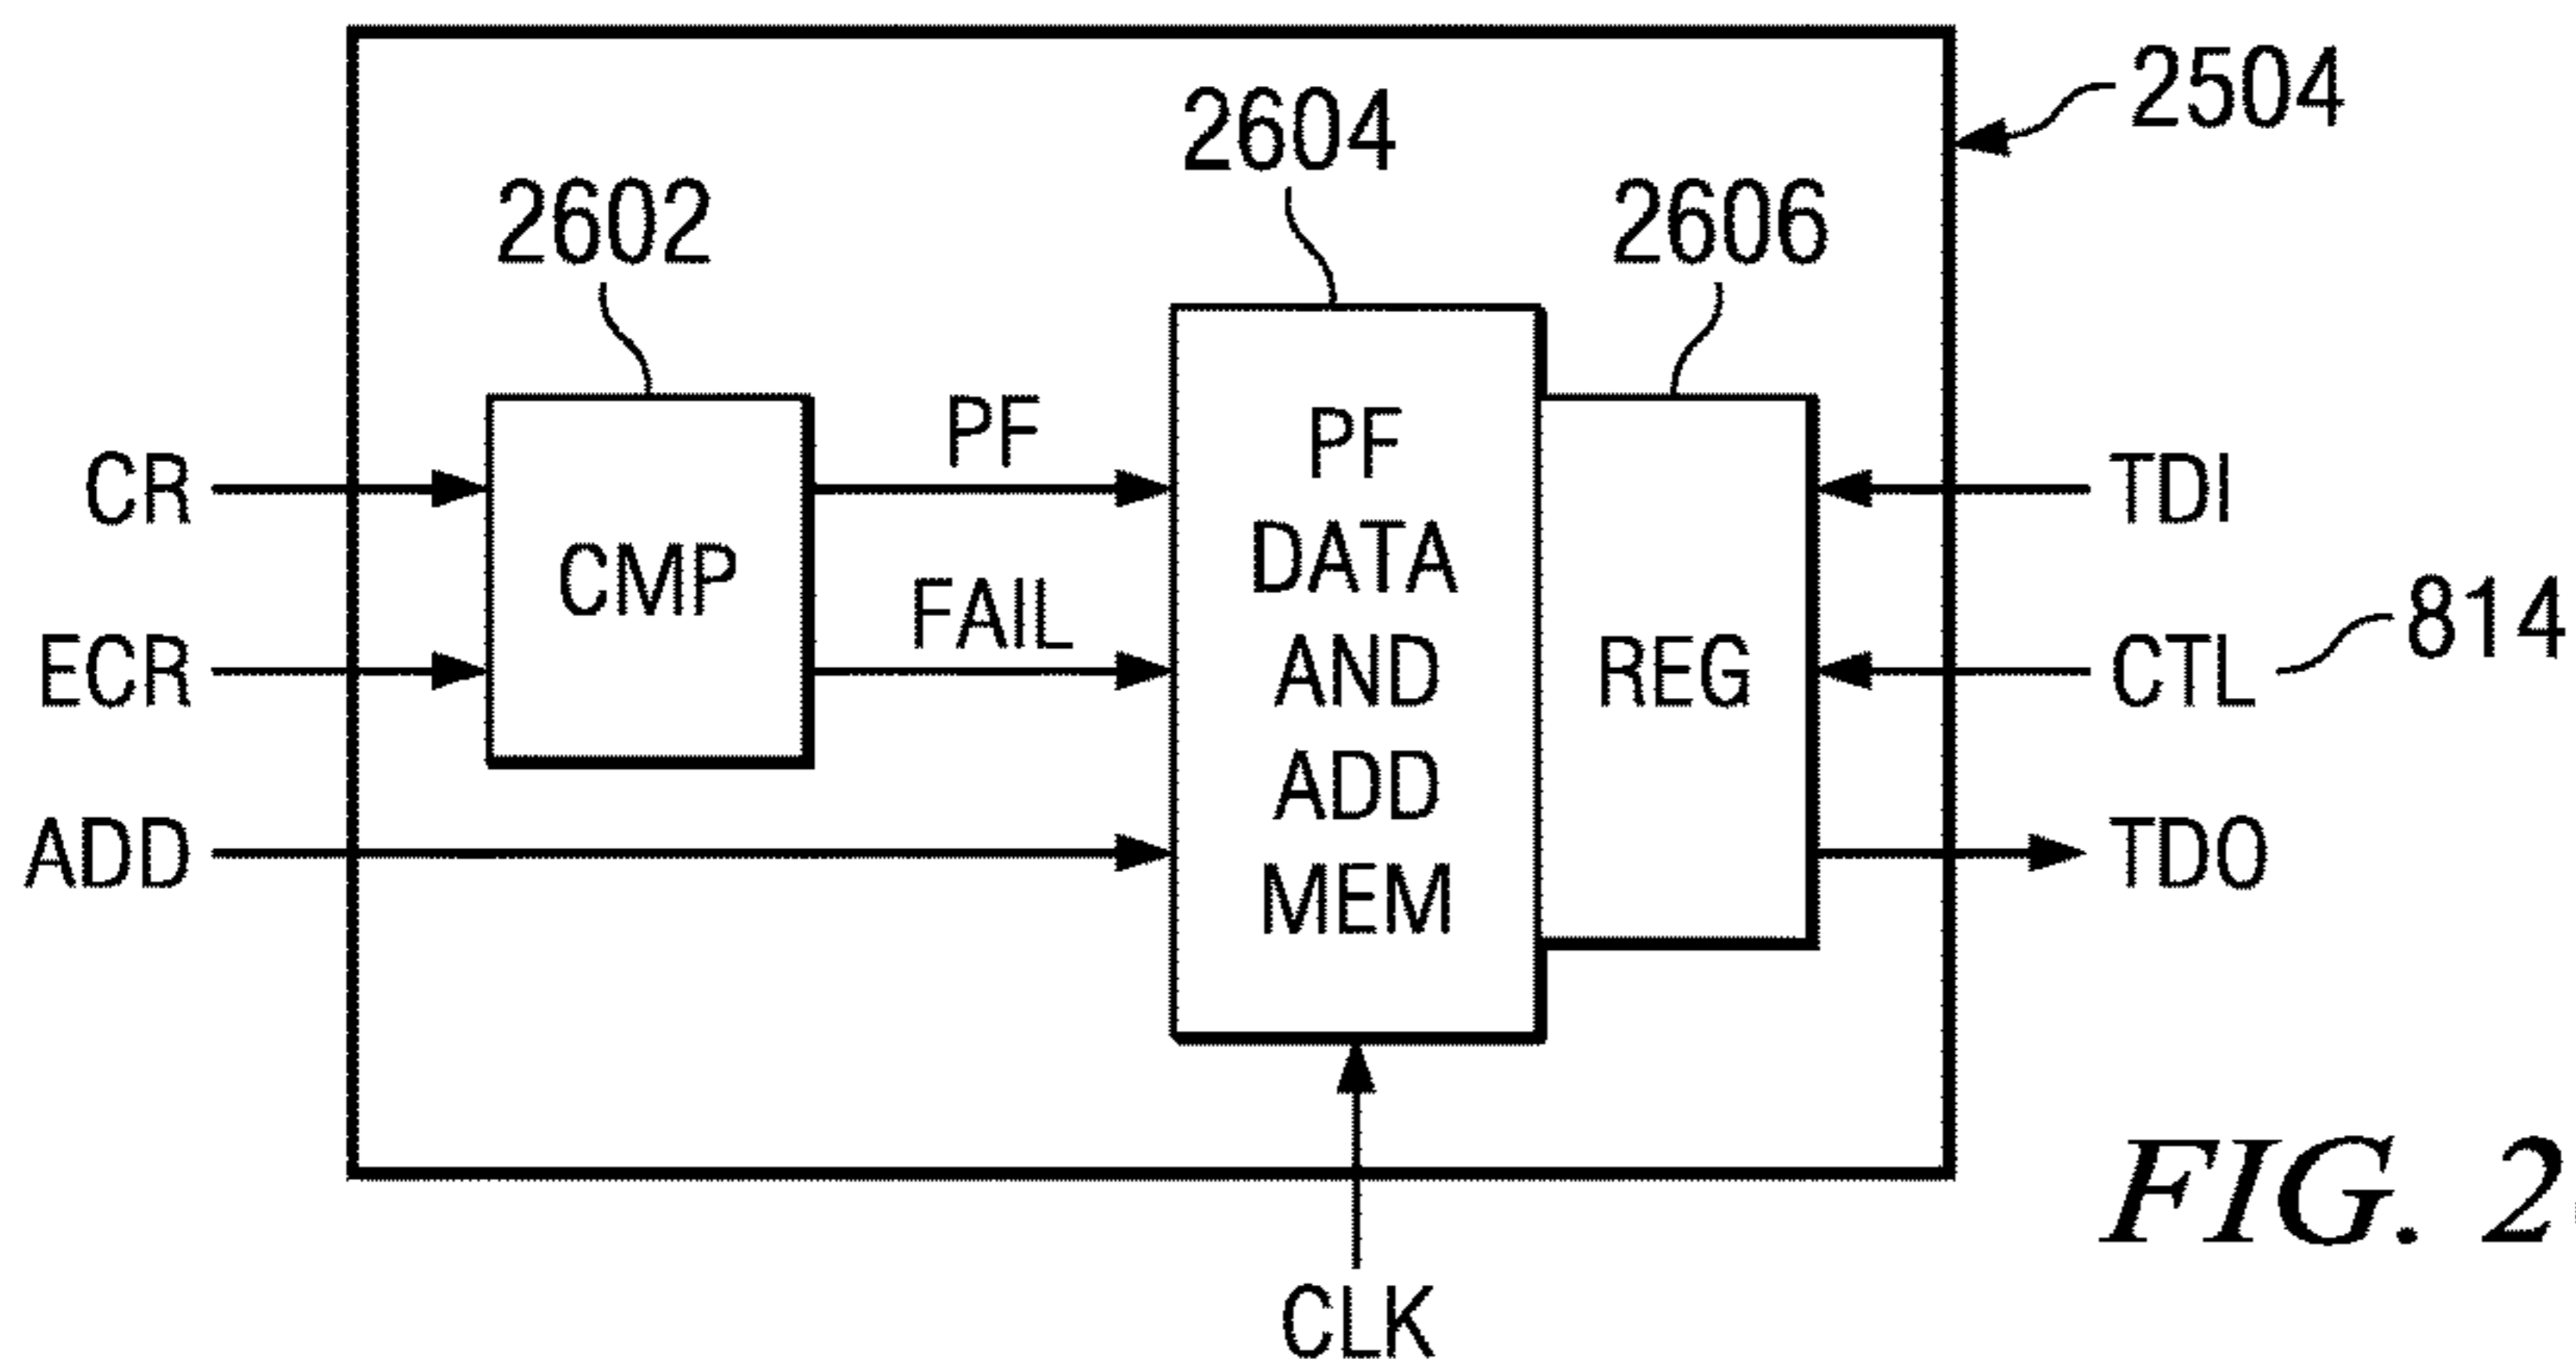 2504
2604
2602
2606
CR
ECR
ADD
CMP
PF
FAIL
PF
DATA
AND
ADD
MEM
REG
TDI
CTL
814
TDO
CLK
FIG. 2